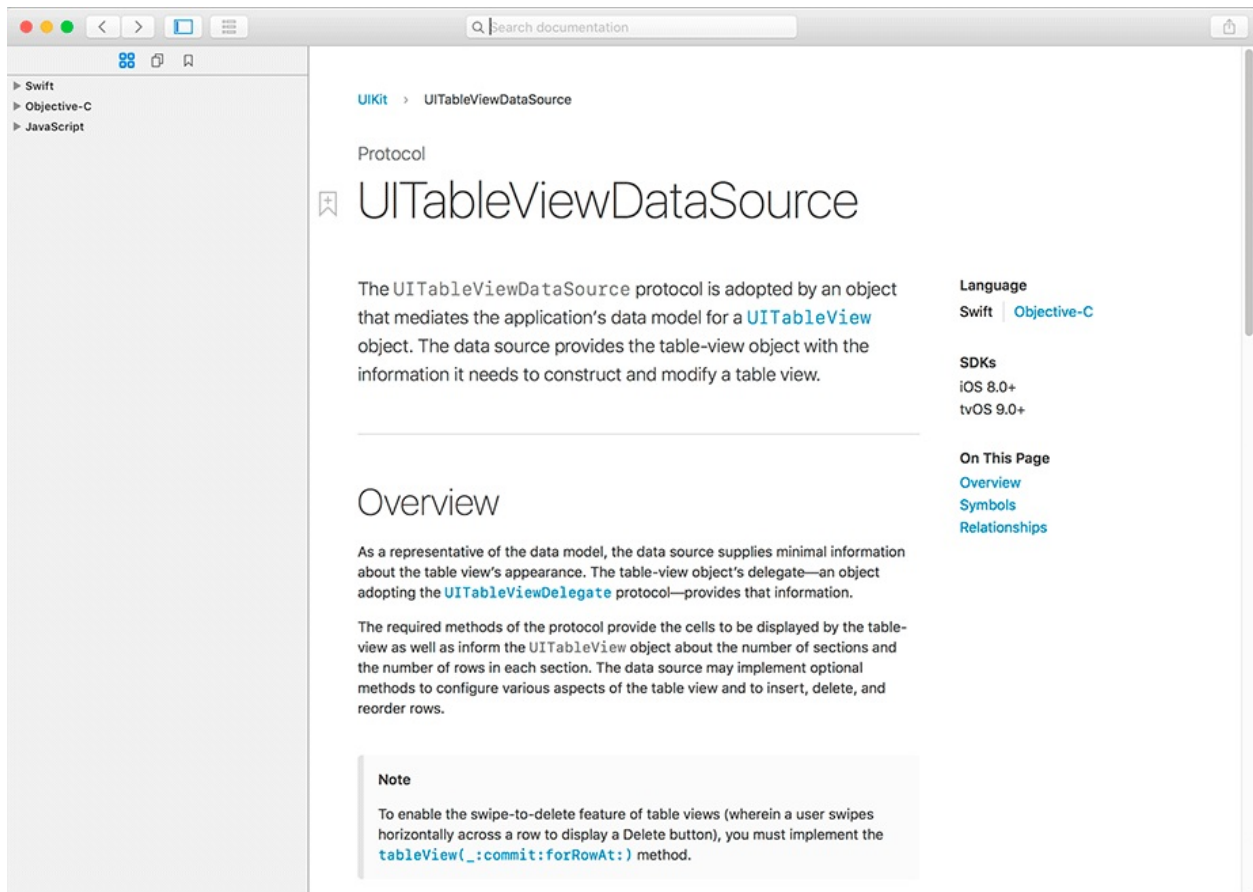 Search documentation
Swift
Objective-C
JavaScript
UIKit > UITableViewDataSource
Protocol
UITableViewDataSource
The UITableViewDataSource protocol is adopted by an object
that mediates the application’s data model for a UITableView
object. The data source provides the table-view object with the
information it needs to construct and modify a table view.
Language
Swift Objective-C
SDKs
iOS 8.0+
tvOS 9.0+
On This Page
Overview
Symbols
Relationships
Overview
As a representative of the data model, the data source supplies minimal information
about the table view’s appearance. The table-view object’s delegate—an object
adopting the UITableViewDelegate protocol—provides that information.
The required methods of the protocol provide the cells to be displayed by the table-
view as well as inform the UITableView object about the number of sections and
the number of rows in each section. The data source may implement optional
methods to configure various aspects of the table view and to insert, delete, and
reorder rows.
Note
To enable the swipe-to-delete feature of table views (wherein a user swipes
horizontally across a row to display a Delete button), you must implement the
tableView(_:commit:forRowAt:) method.